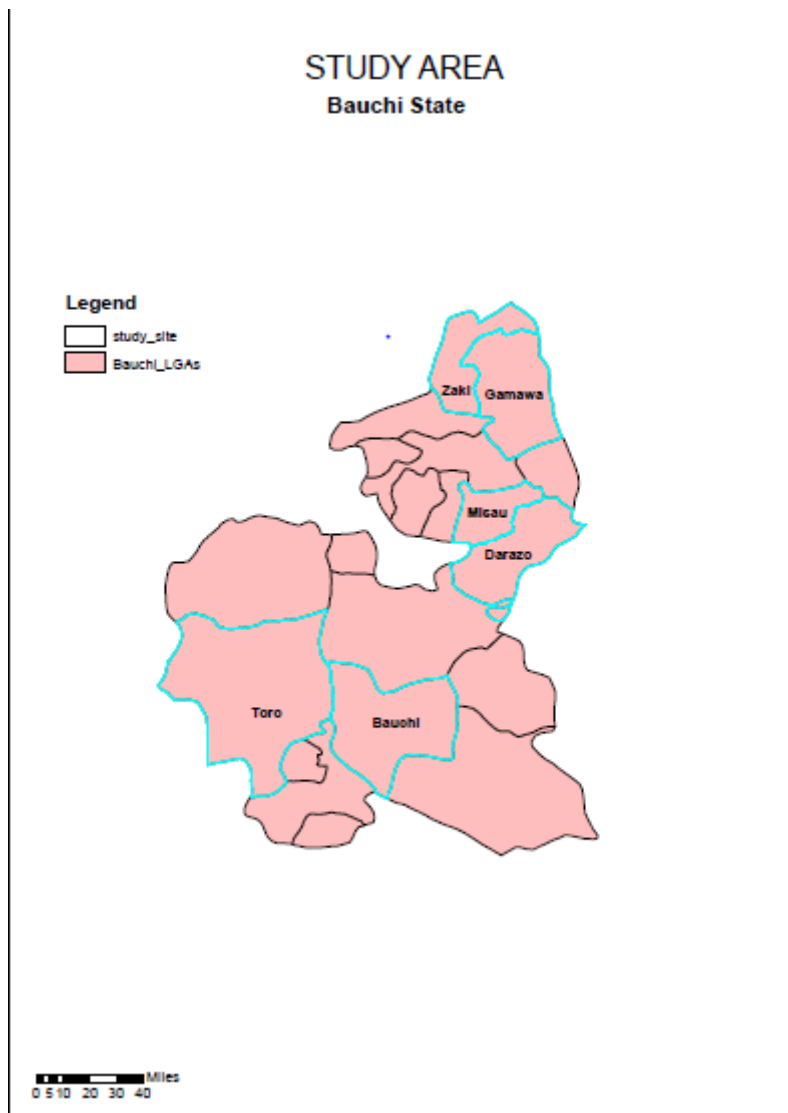 STUDY AREA
Bauchi State
Legend
study_site
Bauchi_LGAs
Zaki
Gamawa
Misau
Darazo
Toro
Bauchi
Miles
0 5 10 20 30 40